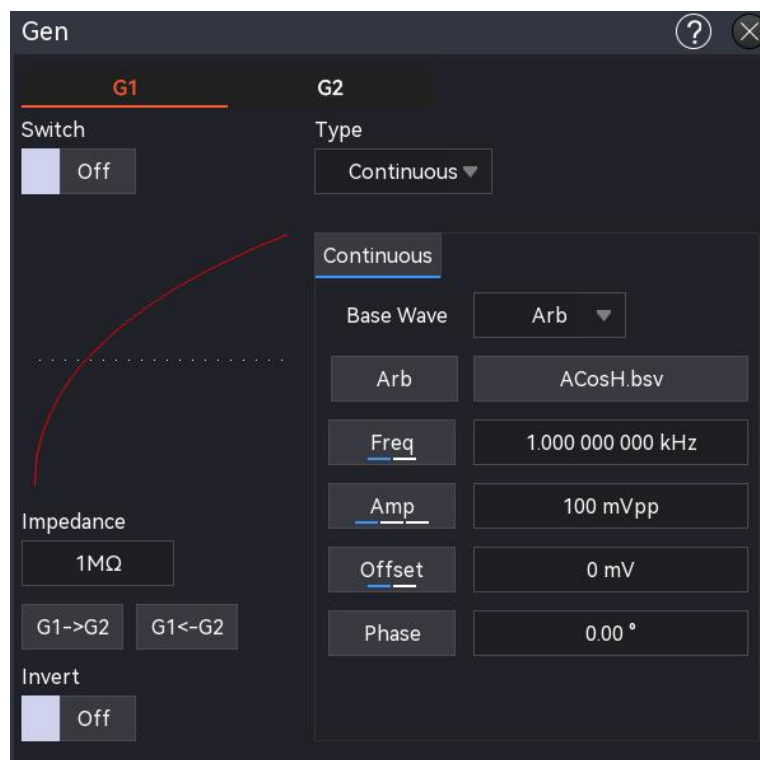 Gen
?
G1 G2
Switch
Off
Type
Continuous
Continuous
Base Wave Arb
Arb ACosH.bsv
Freq 1.000 000 000 kHz
Amp 100 mVpp
Offset 0 mV
Phase 0.00 °
Impedance
1MΩ
G1->G2 G1<-G2
Invert
Off